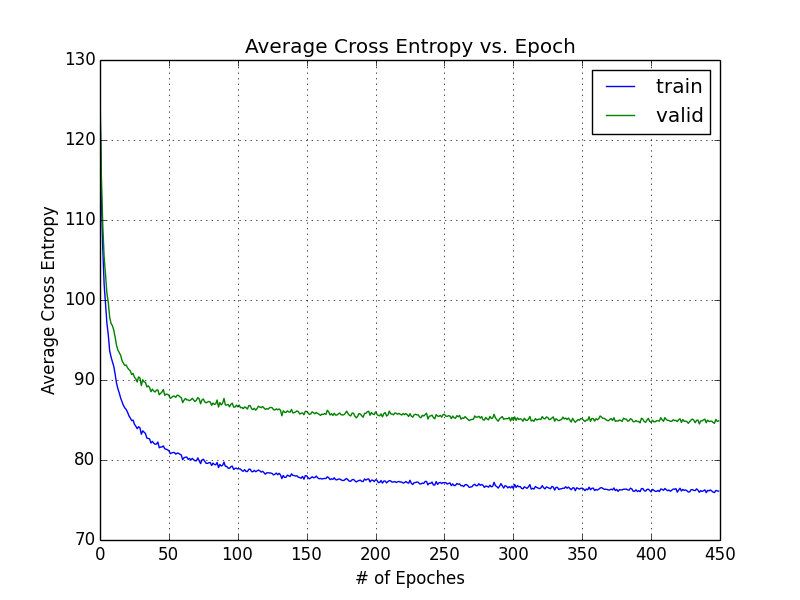 Average Cross Entropy vs. Epoch
130
120
110
100
90
80
70
Average Cross Entropy
train
valid
0 50 100 150 200 250 300 350 400 450
# of Epoches